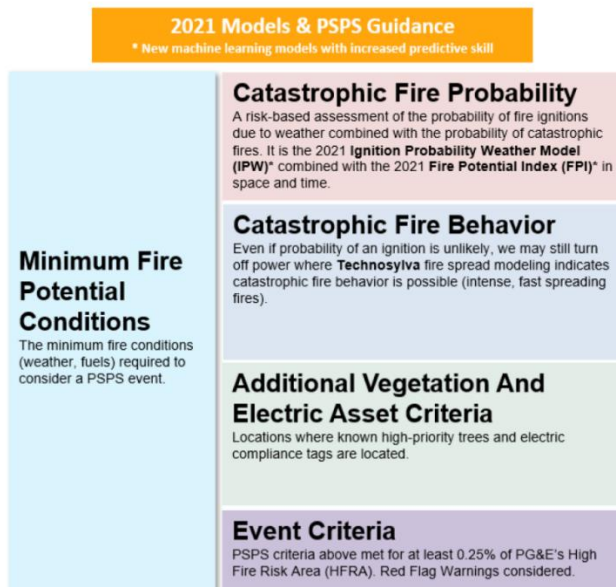 2021 Models & PSPS Guidance
* New machine learning models with increased predictive skill
Minimum Fire
Potential
Conditions
The minimum fire conditions
(weather, fuels) required to
consider a PSPS event.
Catastrophic Fire Probability
A risk-based assessment of the probability of fire ignitions
due to weather combined with the probability of catastrophic
fires. It is the 2021 Ignition Probability Weather Model
(IPW)* combined with the 2021 Fire Potential Index (FPI)* in
space and time.
Catastrophic Fire Behavior
Even if probability of an ignition is unlikely, we may still turn
off power where Technosylva fire spread modeling indicates
catastrophic fire behavior is possible (intense, fast spreading
fires).
Additional Vegetation And
Electric Asset Criteria
Locations where known high-priority trees and electric
compliance tags are located.
Event Criteria
PSPS criteria above met for at least 0.25% of PG&E's High
Fire Risk Area (HFRA). Red Flag Warnings considered.